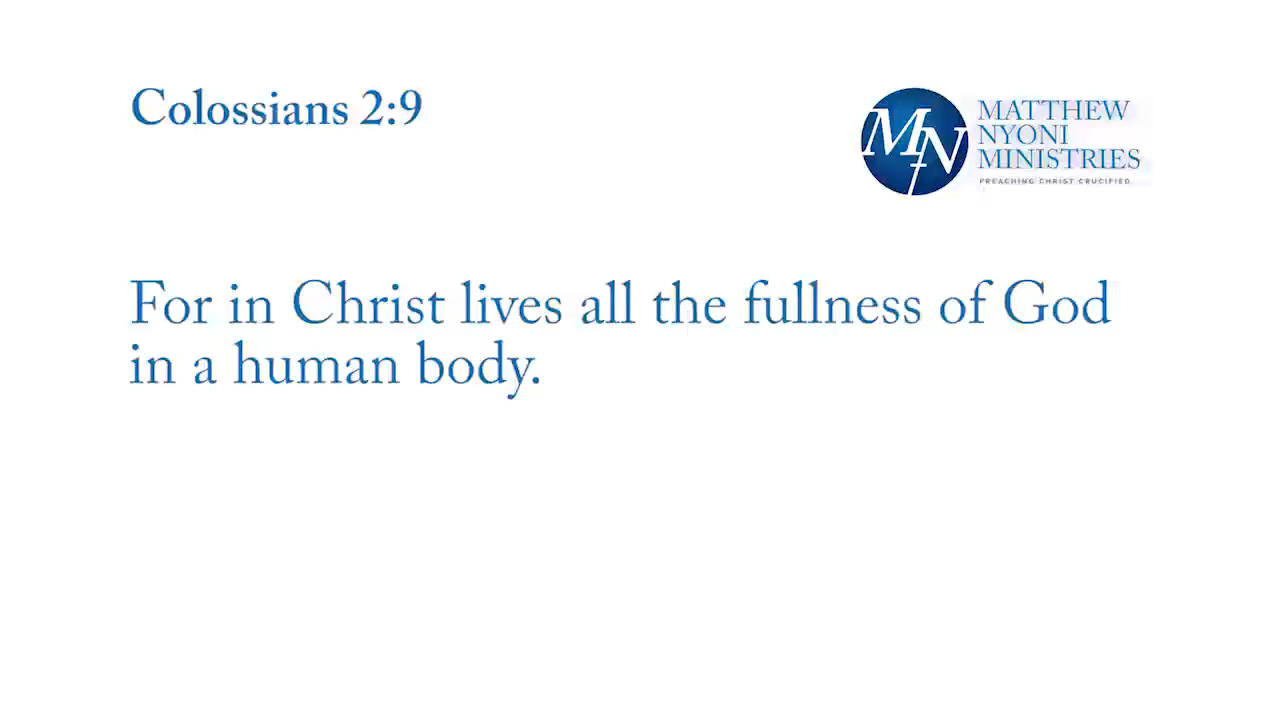 Colossians 2:9
MN
MATTHEW
NYONI
MINISTRIES
PREACHING CHRIST CRUCIFIED
For in Christ lives all the fullness of God
in a human body.